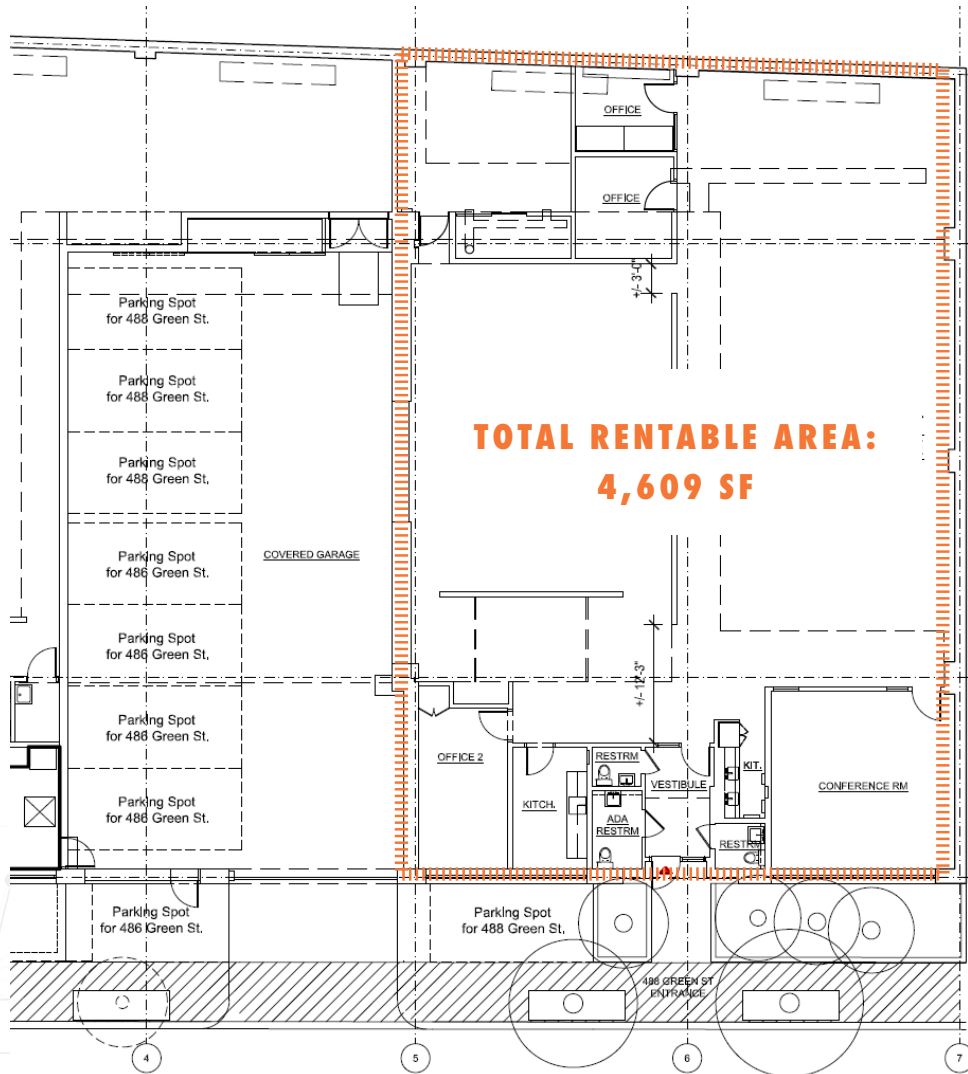 OFFICE
OFFICE
+/- 3'-0"
Parking Spot
for 488 Green St.
Parking Spot
for 488 Green St.
Parking Spot
for 488 Green St.
Parking Spot
for 486 Green St.
Parking Spot
for 486 Green St.
Parking Spot
for 486 Green St.
Parking Spot
for 486 Green St.
COVERED GARAGE
TOTAL RENTABLE AREA:
4,609 SF
+/- 12'-3"
OFFICE 2
KITCH.
RESTRM
ADA
RESTRM
VESTIBULE
KIT.
RESTRM
CONFERENCE RM
Parking Spot
for 486 Green St.
Parking Spot
for 488 Green St.
488 GREEN ST
ENTRANCE
4
5
6
7